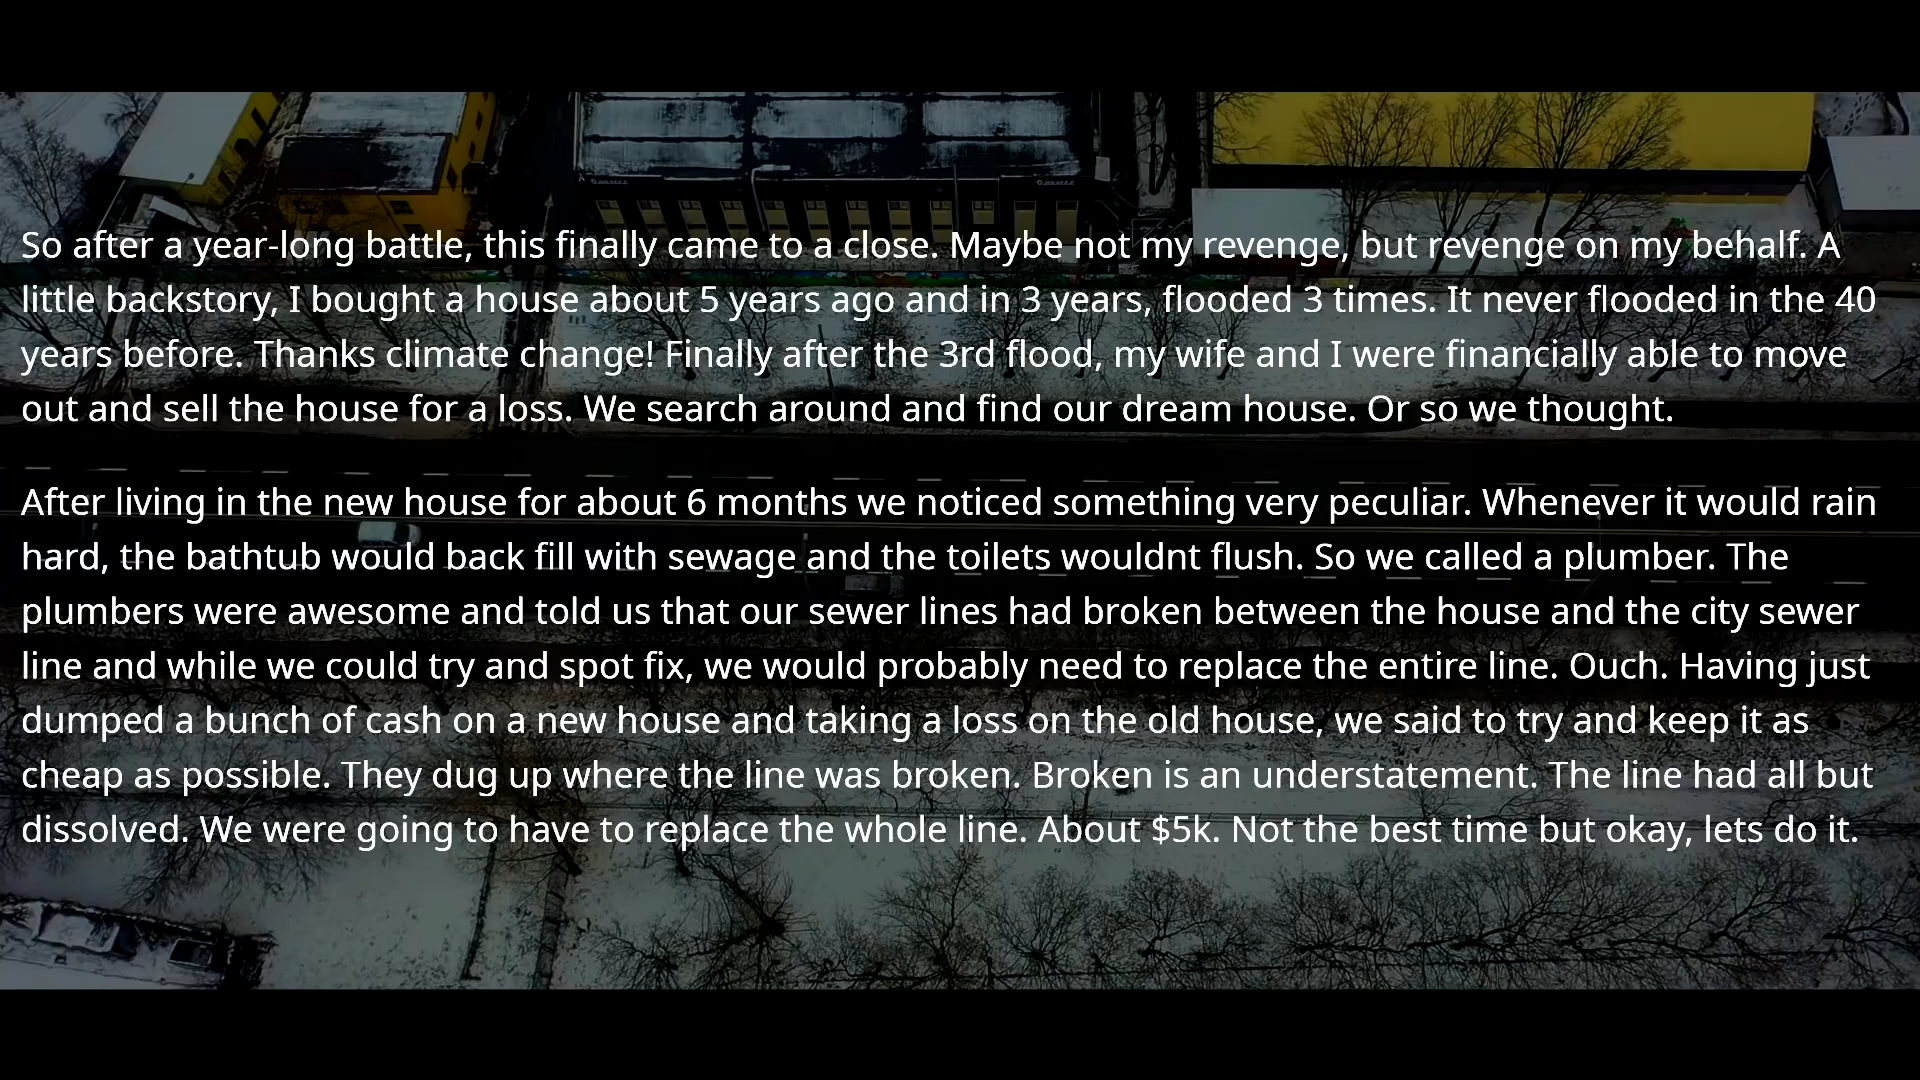 So after a year-long battle, this finally came to a close. Maybe not my revenge, but revenge on my behalf. A
little backstory, I bought a house about 5 years ago and in 3 years, flooded 3 times. It never flooded in the 40
years before. Thanks climate change! Finally after the 3rd flood, my wife and I were financially able to move
out and sell the house for a loss. We search around and find our dream house. Or so we thought.
After living in the new house for about 6 months we noticed something very peculiar. Whenever it would rain
hard, the bathtub would back fill with sewage and the toilets wouldnt flush. So we called a plumber. The
plumbers were awesome and told us that our sewer lines had broken between the house and the city sewer
line and while we could try and spot fix, we would probably need to replace the entire line. Ouch. Having just
dumped a bunch of cash on a new house and taking a loss on the old house, we said to try and keep it as
cheap as possible. They dug up where the line was broken. Broken is an understatement. The line had all but
dissolved. We were going to have to replace the whole line. About $5k. Not the best time but okay, lets do it.